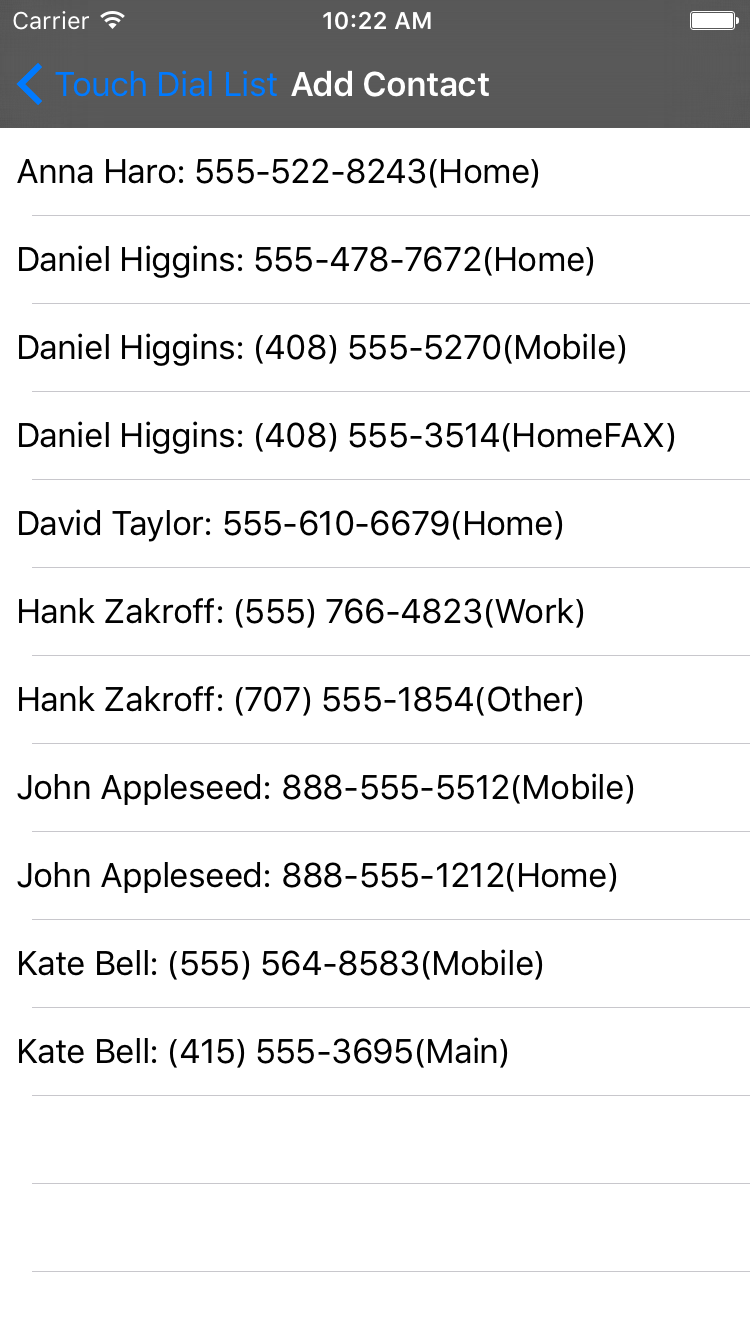 Carrier 10:22 AM
Touch Dial List Add Contact
Anna Haro: 555-522-8243(Home)
Daniel Higgins: 555-478-7672(Home)
Daniel Higgins: (408) 555-5270(Mobile)
Daniel Higgins: (408) 555-3514(HomeFAX)
David Taylor: 555-610-6679(Home)
Hank Zakroff: (555) 766-4823(Work)
Hank Zakroff: (707) 555-1854(Other)
John Appleseed: 888-555-5512(Mobile)
John Appleseed: 888-555-1212(Home)
Kate Bell: (555) 564-8583(Mobile)
Kate Bell: (415) 555-3695(Main)